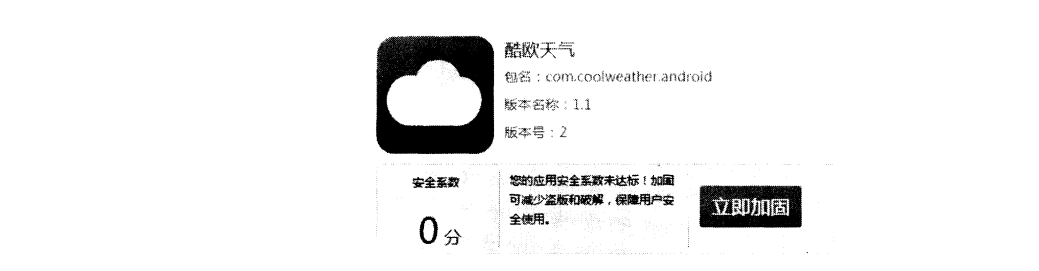 酷欧天气
包名：com.coolweather.android
版本名称：1.1
版本号：2
安全系数
0分
您的应用安全系数未达标！加固
可减少盗版和破解，保障用户安
全使用。
立即加固